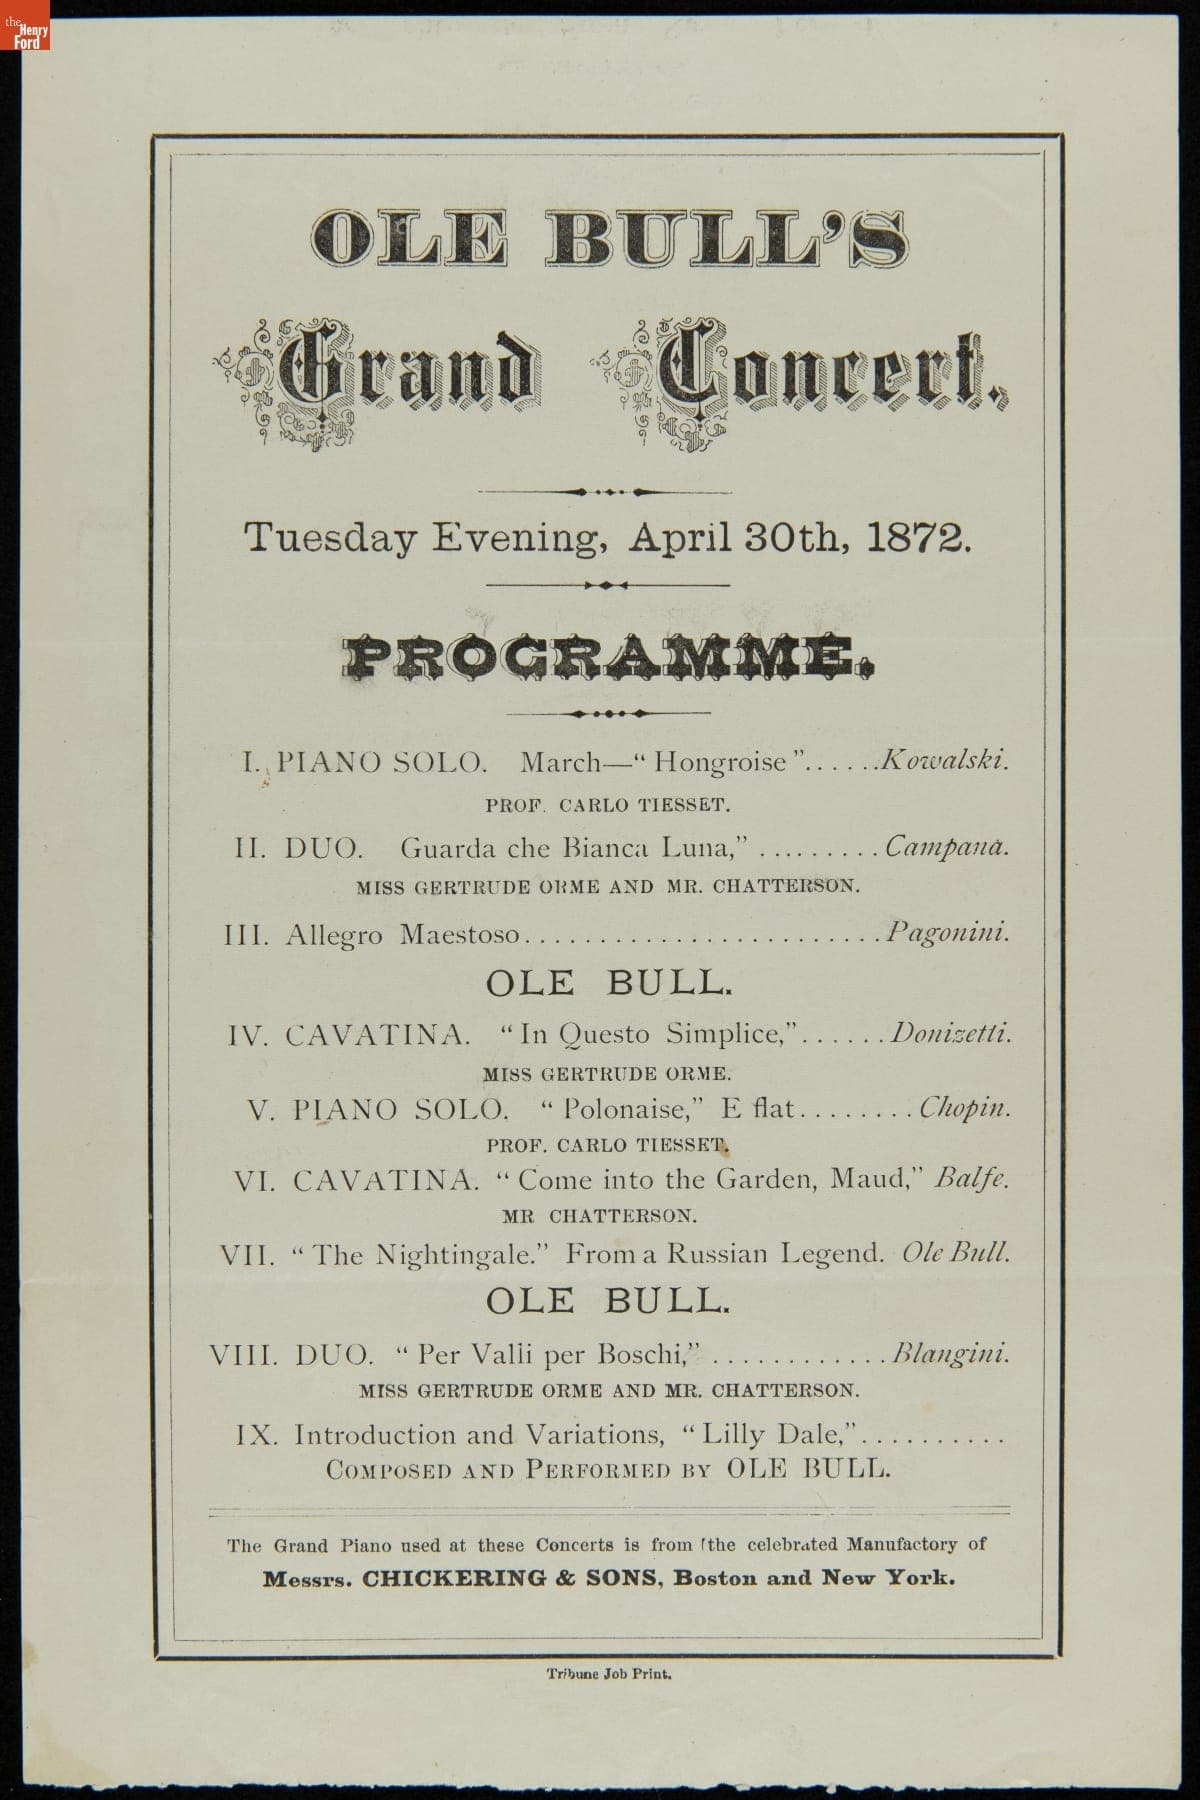 the
Henry
Ford
OLE BULL'S
Grand Concert.
Tuesday Evening, April 30th, 1872.
PROGRAMME.
I. PIANO SOLO. March—“Hongroise”......Kowalski.
PROF. CARLO TIESSET.
II. DUO. Guarda che Bianca Luna,” .........Campana.
MISS GERTRUDE ORME AND MR. CHATTERSON.
III. Allegro Maestoso........................Pagonini.
OLE BULL.
IV. CAVATINA. “In Questo Simplice,”......Donizetti.
MISS GERTRUDE ORME.
V. PIANO SOLO. “Polonaise,” E flat........Chopin.
PROF. CARLO TIESSET.
VI. CAVATINA. “Come into the Garden, Maud,” Balfe.
MR CHATTERSON.
VII. “The Nightingale.” From a Russian Legend. Ole Bull.
OLE BULL.
VIII. DUO. “Per Valli per Boschi,” ............Blangini.
MISS GERTRUDE ORME AND MR. CHATTERSON.
IX. Introduction and Variations, “Lilly Dale,”..........
COMPOSED AND PERFORMED BY OLE BULL.
The Grand Piano used at these Concerts is from the celebrated Manufactory of
Messrs. CHICKERING & SONS, Boston and New York.
Tribune Job Print.